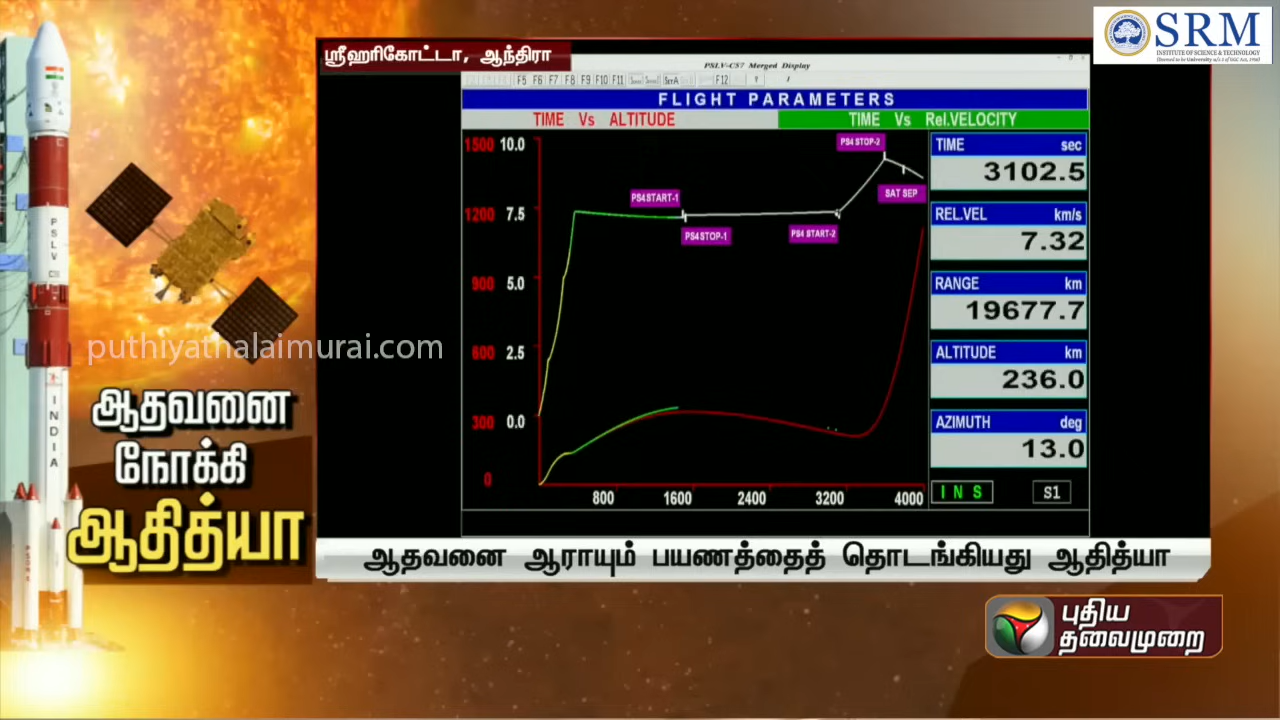 SRM
INSTITUTE OF SCIENCE & TECHNOLOGY
ஸ்ரீஹரிகோட்டா, ஆந்திரா
PSLV-C57 Merged Display
F5 F6 F7 F8 F9 F10 F11
F12
FLIGHT PARAMETERS
TIME Vs ALTITUDE
TIME Vs Rel.VELOCITY
1500 10.0
1200 7.5
900 5.0
600 2.5
300 0.0
0
800 1600 2400 3200 4000
PS4 START-1
PS4 STOP-1
PS4 START-2
PS4 STOP-2
SAT SEP
TIME sec
3102.5
REL.VEL km/s
7.32
RANGE km
19677.7
ALTITUDE km
236.0
AZIMUTH deg
13.0
INS S1
PSLV
INDIA
puthiyathalaimurai.com
ஆதவனை
நோக்கி
ஆதித்யா
ஆதவனை ஆராயும் பயணத்தைத் தொடங்கியது ஆதித்யா
புதிய
தலைமுறை